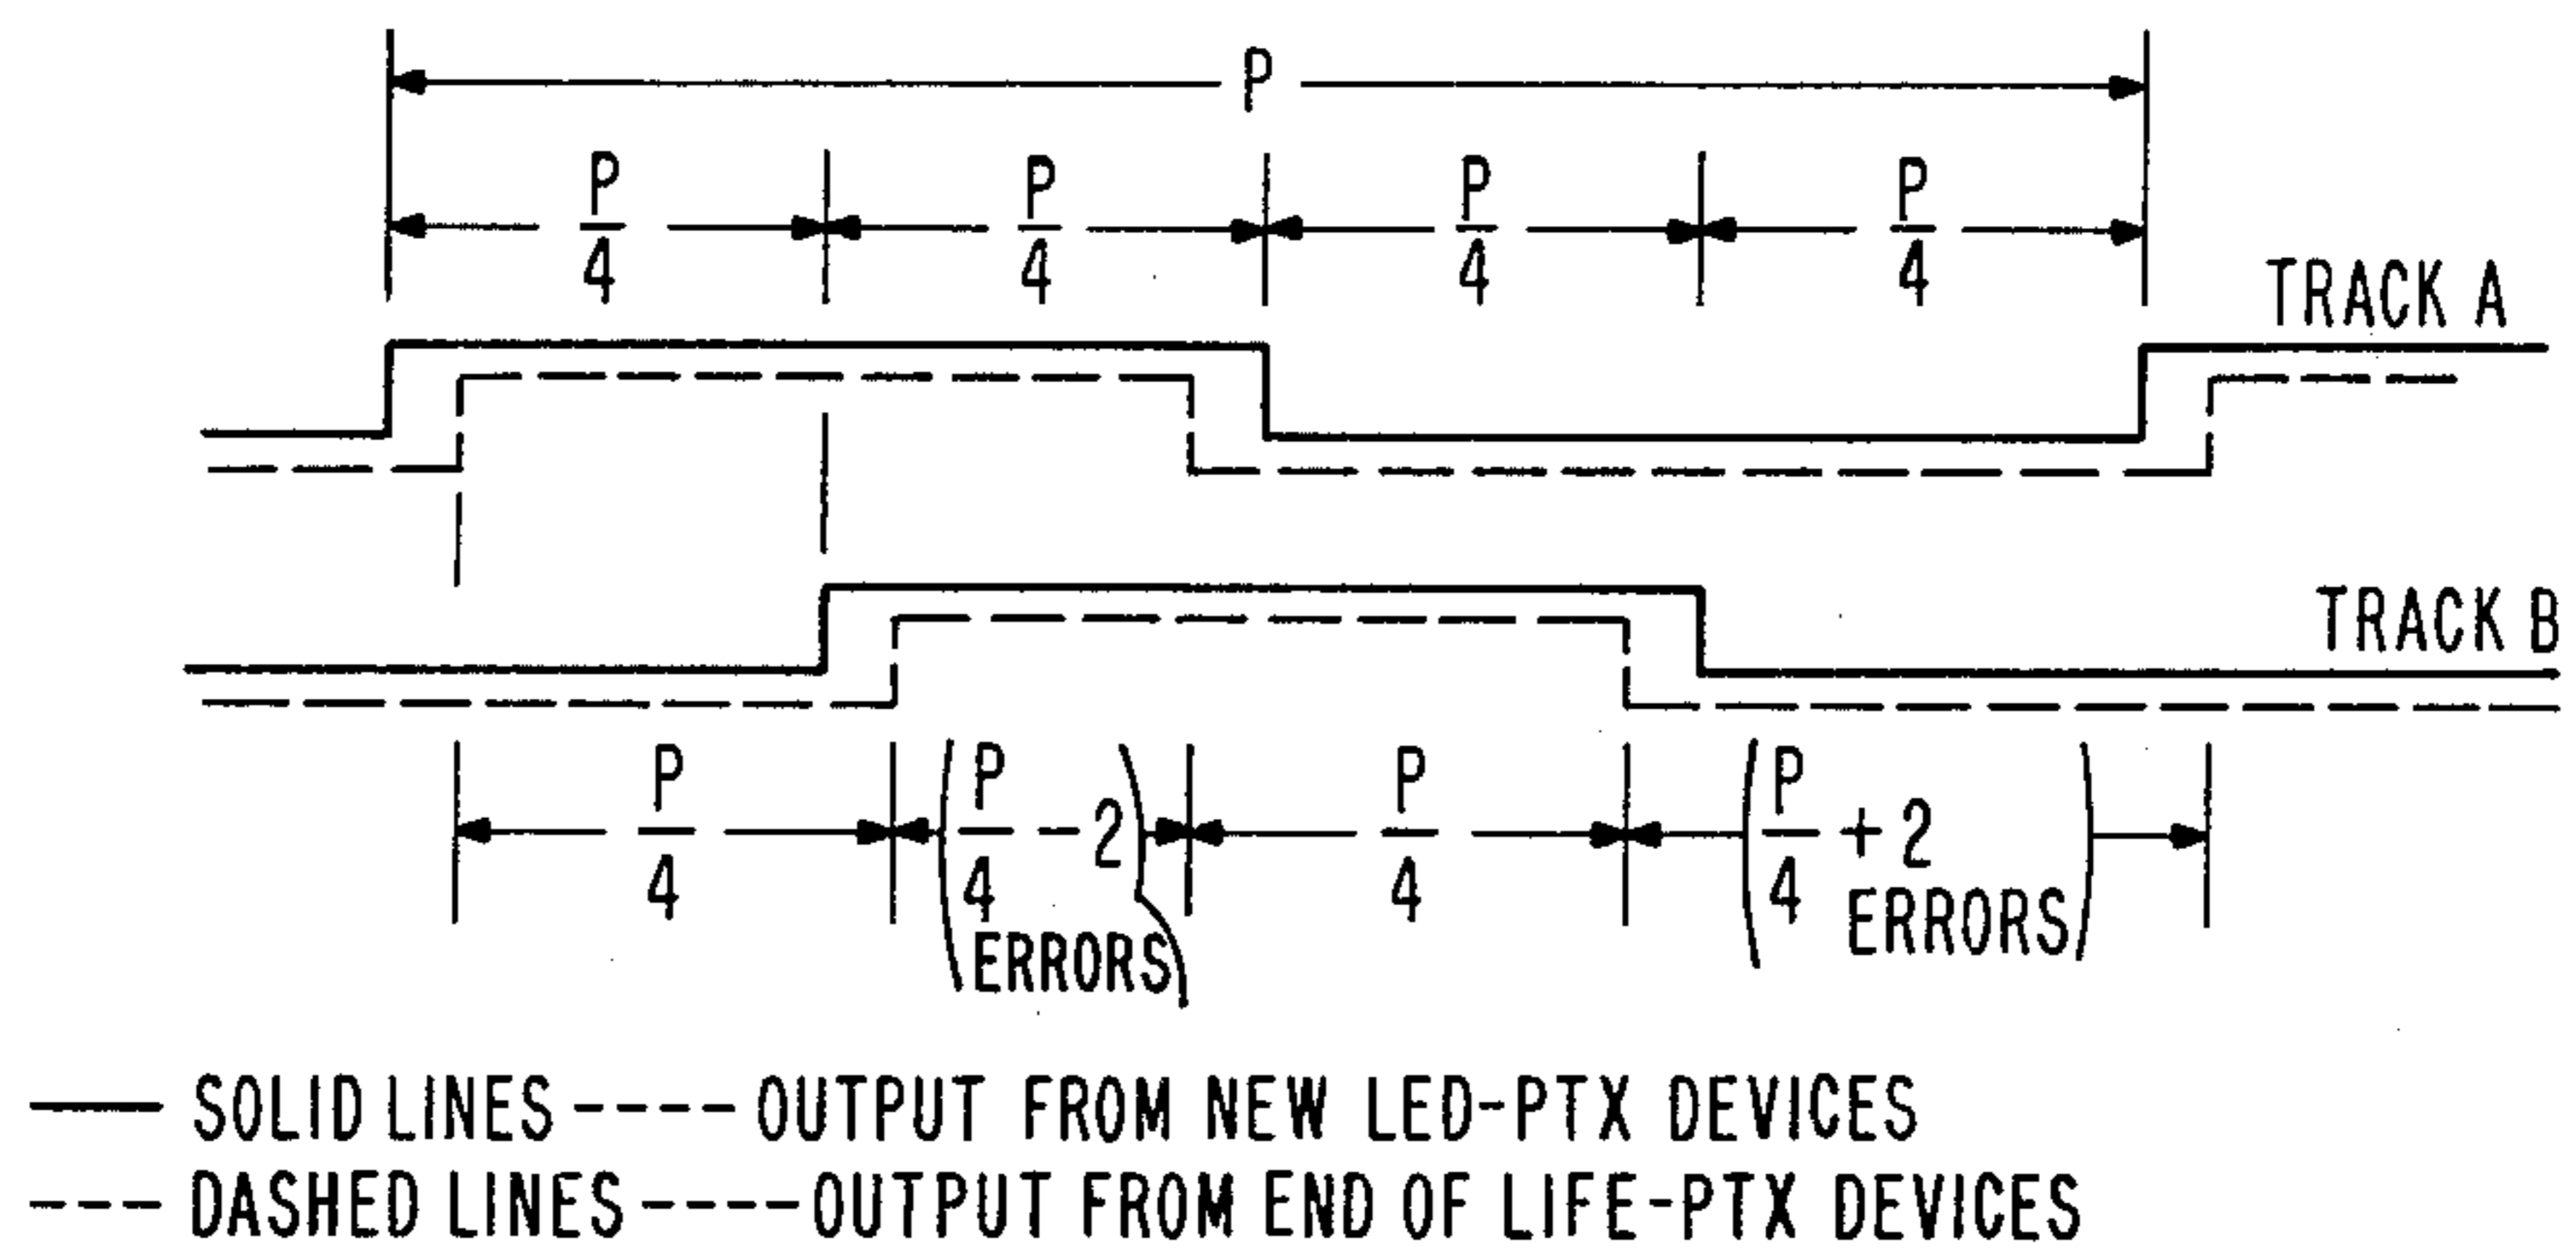 P
P/4 P/4 P/4 P/4
TRACK A
TRACK B
P/4 (P/4 - 2 ERRORS) P/4 (P/4 + 2 ERRORS)
SOLID LINES ---- OUTPUT FROM NEW LED-PTX DEVICES
--- DASHED LINES ---- OUTPUT FROM END OF LIFE-PTX DEVICES